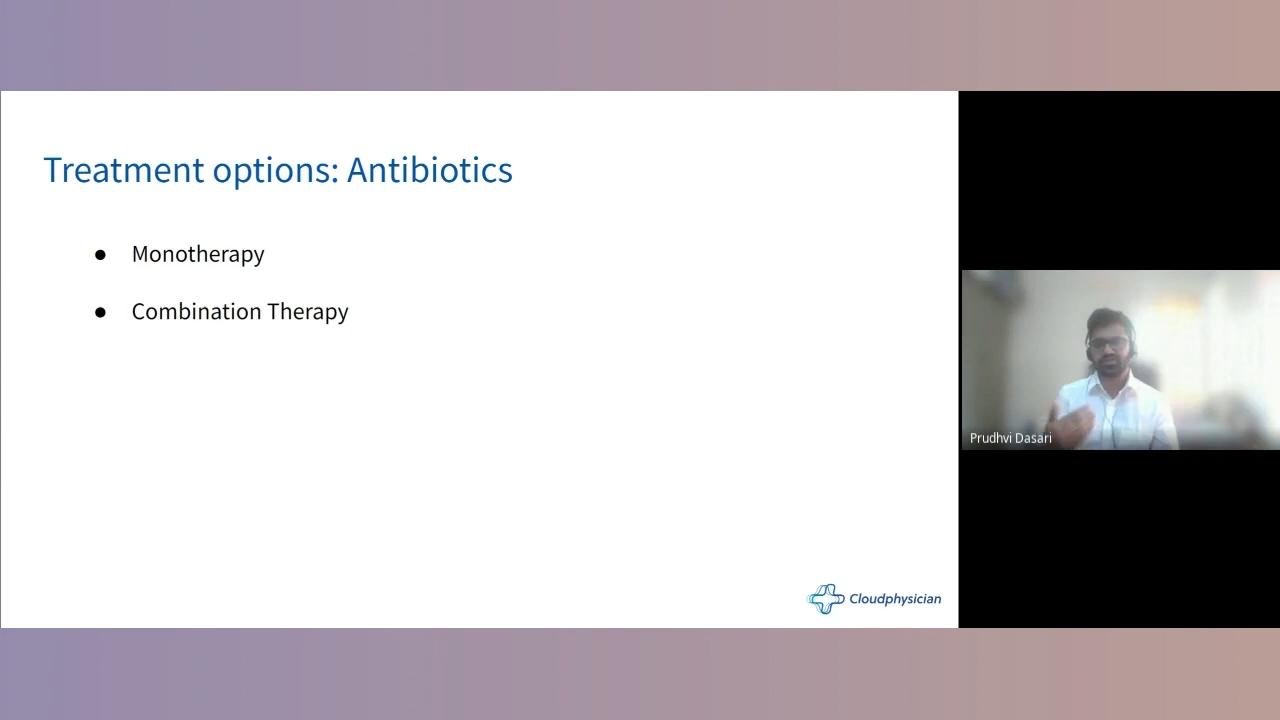 Treatment options: Antibiotics
● Monotherapy
● Combination Therapy
Prudhvi Dasari
Cloudphysician